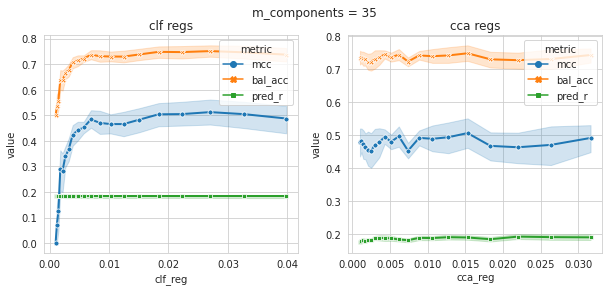 m_components = 35
clf regs
cca regs
metric
mcc
bal_acc
pred_r
metric
mcc
bal_acc
pred_r
value
0.8
0.7
0.6
0.5
0.4
0.3
0.2
0.1
0.0
0.00
0.01
0.02
0.03
0.04
clf_reg
value
0.8
0.7
0.6
0.5
0.4
0.3
0.2
0.000
0.005
0.010
0.015
0.020
0.025
0.030
cca_reg